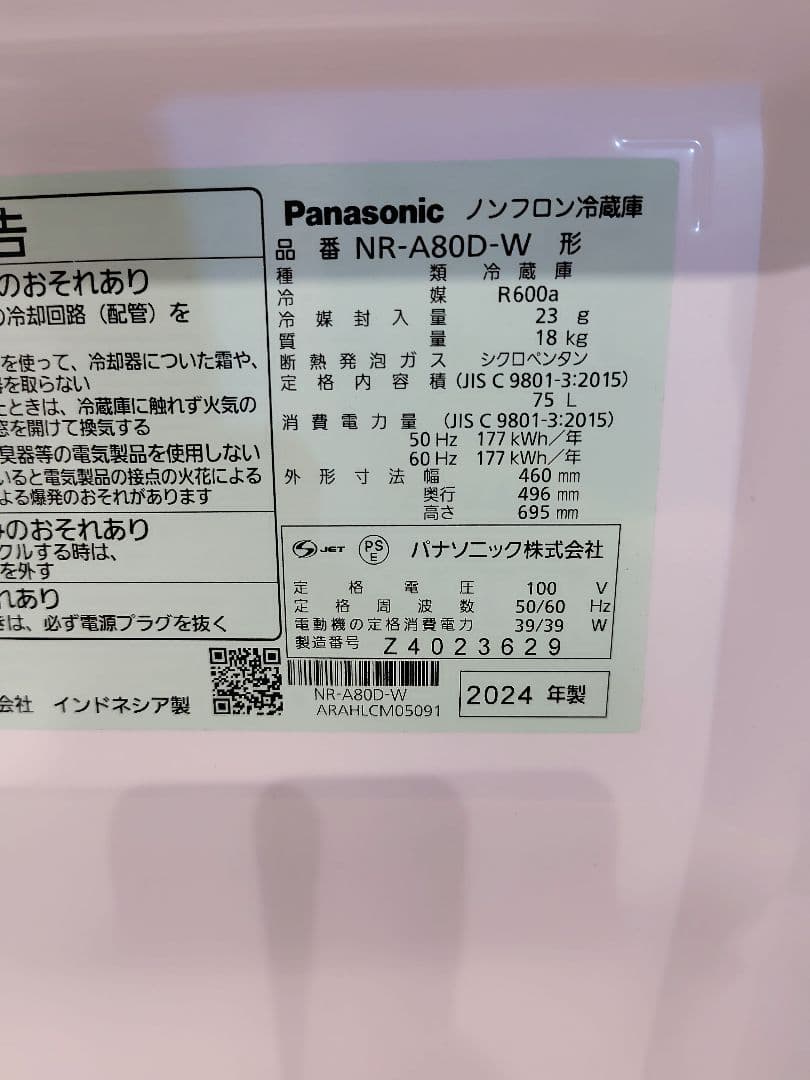 告
のおそれあり
の冷却回路（配管）を
を使って、冷却器についた霜や、
を取らない
ときは、冷蔵庫に触れず火気の
窓を開けて換気する
臭器等の電気製品を使用しない
いると電気製品の接点の火花による
よる爆発のおそれがあります
のおそれあり
クルする時は、
を外す
れあり
きは、必ず電源プラグを抜く
会社 インドネシア製
Panasonic ノンフロン冷蔵庫
品番 NR-A80D-W 形
種類 冷蔵庫
冷媒 R600a
冷媒封入量 23 g
質量 18 kg
断熱発泡ガス シクロペンタン
定格内容積 (JIS C 9801-3:2015)
75 L
消費電力量 (JIS C 9801-3:2015)
50 Hz 177 kWh／年
60 Hz 177 kWh／年
外形寸法 幅 460 mm
奥行 496 mm
高さ 695 mm
S JET PS E パナソニック株式会社
定格電圧 100 V
定格周波数 50/60 Hz
電動機の定格消費電力 39/39 W
製造番号 Z4023629
NR-A80D-W
ARAHLCM05091
2024 年製